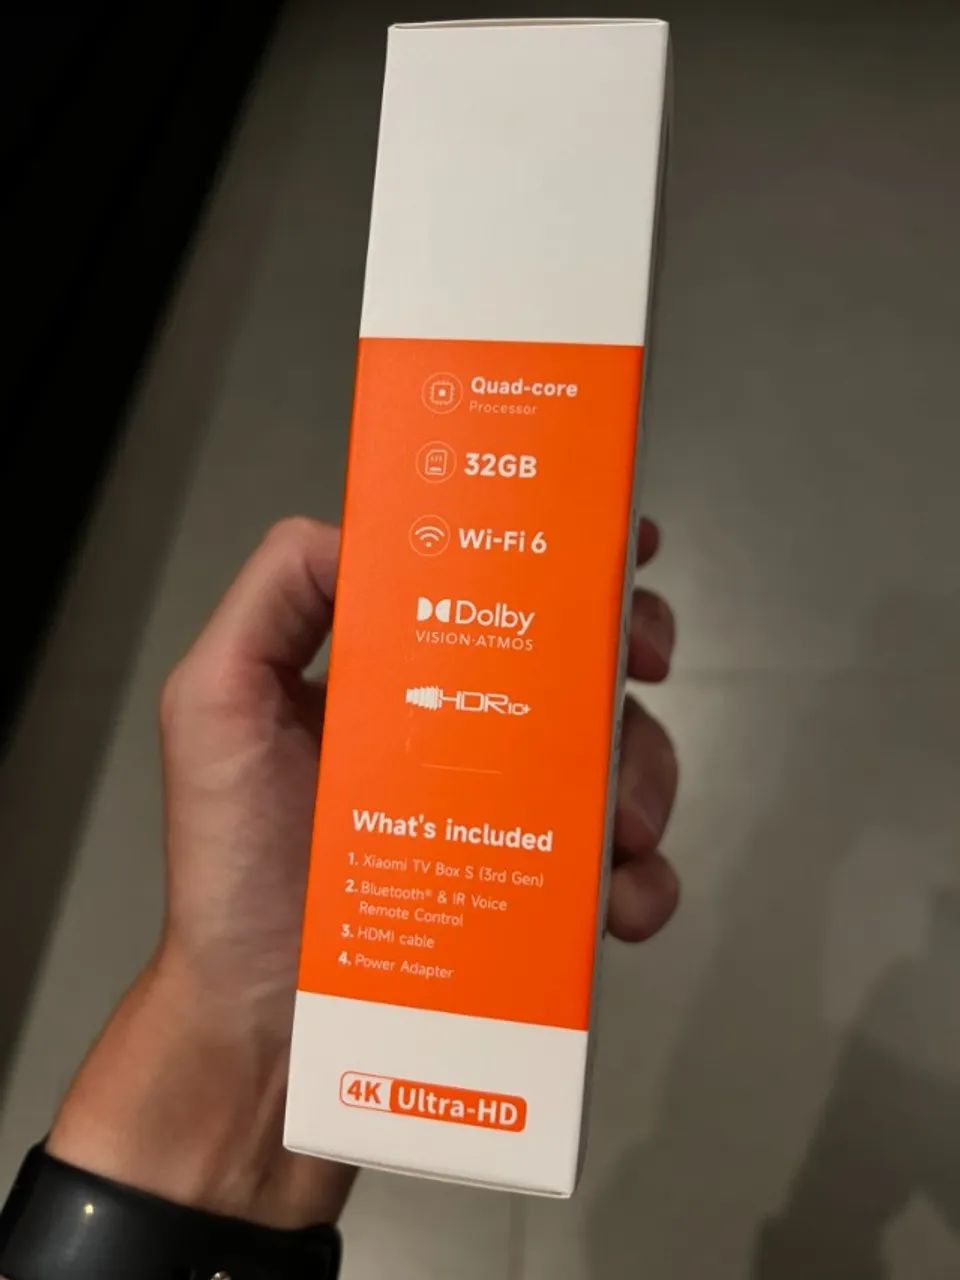 Quad-core
Processor
32GB
Wi-Fi 6
Dolby
VISION·ATMOS
HDR10+
What's included
1. Xiaomi TV Box S (3rd Gen)
2. Bluetooth® & IR Voice
Remote Control
3. HDMI cable
4. Power Adapter
4K Ultra-HD